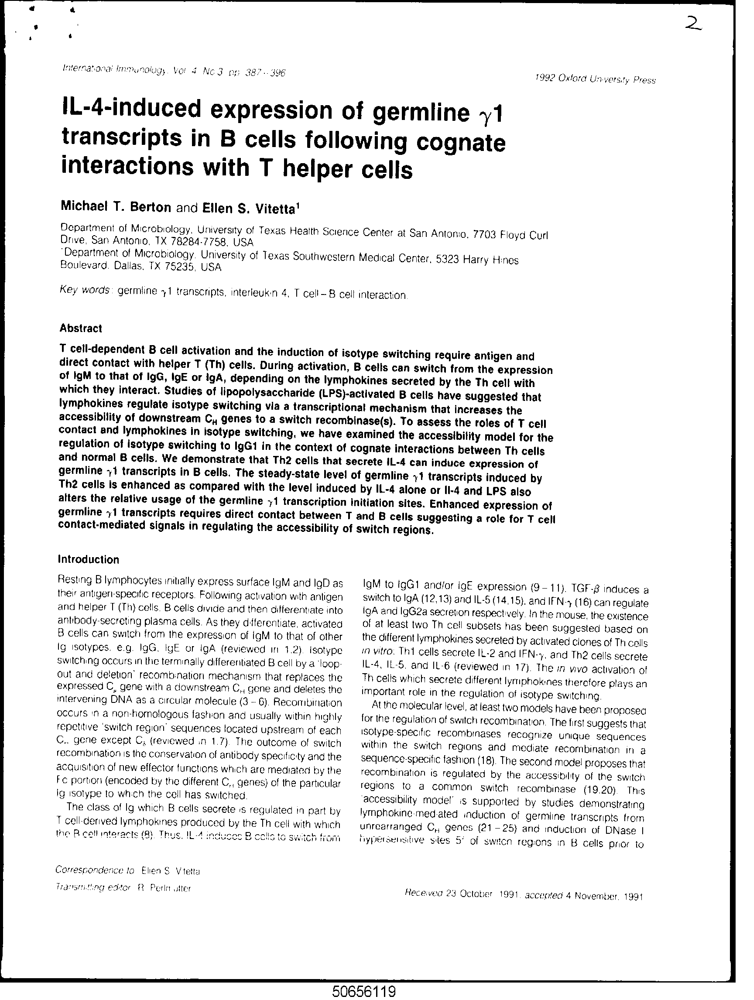 2
International Immunology, Vol. 4, No. 3, pp. 387-396
1992 Oxford University Press
IL-4-induced expression of germline γ1
transcripts in B cells following cognate
interactions with T helper cells
Michael T. Berton and Ellen S. Vitetta¹
Department of Microbiology, University of Texas Health Science Center at San Antonio, 7703 Floyd Curl
Drive, San Antonio, TX 78284-7758, USA
¹Department of Microbiology, University of Texas Southwestern Medical Center, 5323 Harry Hines
Boulevard, Dallas, TX 75235, USA
Key words: germline γ1 transcripts, interleukin 4, T cell – B cell interaction
Abstract
T cell-dependent B cell activation and the induction of isotype switching require antigen and
direct contact with helper T (Th) cells. During activation, B cells can switch from the expression
of IgM to that of IgG, IgE or IgA, depending on the lymphokines secreted by the Th cell with
which they interact. Studies of lipopolysaccharide (LPS)-activated B cells have suggested that
lymphokines regulate isotype switching via a transcriptional mechanism that increases the
accessibility of downstream C_H genes to a switch recombinase(s). To assess the roles of T cell
contact and lymphokines in isotype switching, we have examined the accessibility model for the
regulation of isotype switching to IgG1 in the context of cognate interactions between Th cells
and normal B cells. We demonstrate that Th2 cells that secrete IL-4 can induce expression of
germline γ1 transcripts in B cells. The steady-state level of germline γ1 transcripts induced by
Th2 cells is enhanced as compared with the level induced by IL-4 alone or Il-4 and LPS also
alters the relative usage of the germline γ1 transcription initiation sites. Enhanced expression of
germline γ1 transcripts requires direct contact between T and B cells suggesting a role for T cell
contact-mediated signals in regulating the accessibility of switch regions.
Introduction
Resting B lymphocytes initially express surface IgM and IgD as
their antigen-specific receptors. Following activation with antigen
and helper T (Th) cells, B cells divide and then differentiate into
antibody-secreting plasma cells. As they differentiate, activated
B cells can switch from the expression of IgM to that of other
Ig isotypes, e.g. IgG, IgE or IgA (reviewed in 1,2). Isotype
switching occurs in the terminally differentiated B cell by a 'loop-
out and deletion' recombination mechanism that replaces the
expressed C gene with a downstream C_H gene and deletes the
intervening DNA as a circular molecule (3 – 6). Recombination
occurs in a non-homologous fashion and usually within highly
repetitive 'switch region' sequences located upstream of each
C_H gene except C (reviewed in 1,7). The outcome of switch
recombination is the conservation of antibody specificity and the
acquisition of new effector functions which are mediated by the
Fc portion (encoded by the different C_H genes) of the particular
Ig isotype to which the cell has switched.
The class of Ig which B cells secrete is regulated in part by
T cell-derived lymphokines produced by the Th cell with which
the B cell interacts (8). Thus, IL-4 induces B cells to switch from
IgM to IgG1 and/or IgE expression (9 – 11). TGF-β induces a
switch to IgA (12,13) and IL-5 (14,15), and IFN-γ (16) can regulate
IgA and IgG2a secretion respectively. In the mouse, the existence
of at least two Th cell subsets has been suggested based on
the different lymphokines secreted by activated clones of Th cells
in vitro. Th1 cells secrete IL-2 and IFN-γ, and Th2 cells secrete
IL-4, IL-5, and IL-6 (reviewed in 17). The in vivo activation of
Th cells which secrete different lymphokines therefore plays an
important role in the regulation of isotype switching.
At the molecular level, at least two models have been proposed
for the regulation of switch recombination. The first suggests that
isotype-specific recombinases recognize unique sequences
within the switch regions and mediate recombination in a
sequence-specific fashion (18). The second model proposes that
recombination is regulated by the accessibility of the switch
regions to a common switch recombinase (19,20). This
'accessibility model' is supported by studies demonstrating
lymphokine-mediated induction of germline transcripts from
unrearranged C_H genes (21 – 25) and induction of DNase I
hypersensitive sites 5' of switch regions in B cells prior to
Correspondence to: Ellen S. Vitetta
Transmitting editor: R. Perlmutter
Received 23 October 1991, accepted 4 November, 1991
50656119